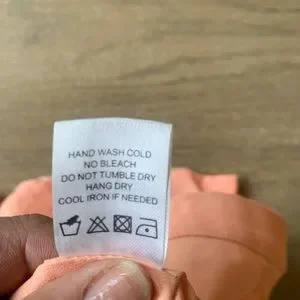 HAND WASH COLD
NO BLEACH
DO NOT TUMBLE DRY
HANG DRY
COOL IRON IF NEEDED